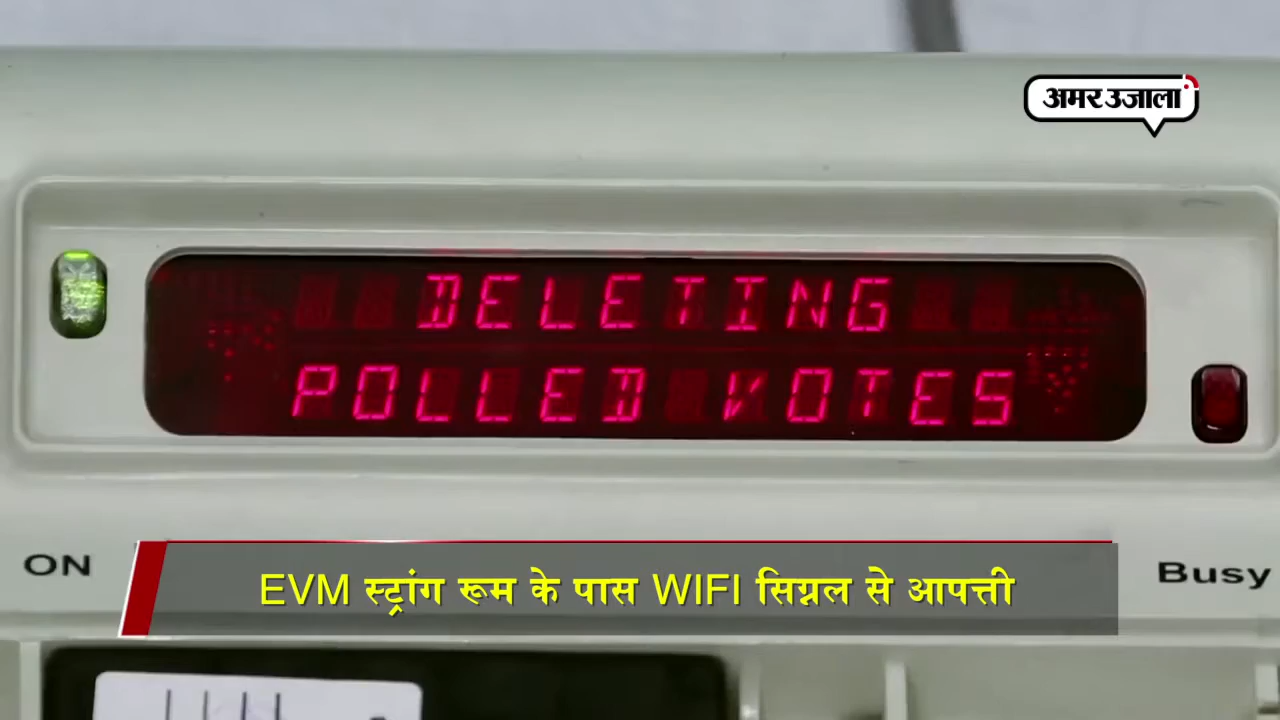 अमर उजाला
DELETING
POLLED VOTES
ON
Busy
EVM स्ट्रांग रूम के पास WIFI सिग्नल से आपत्ती